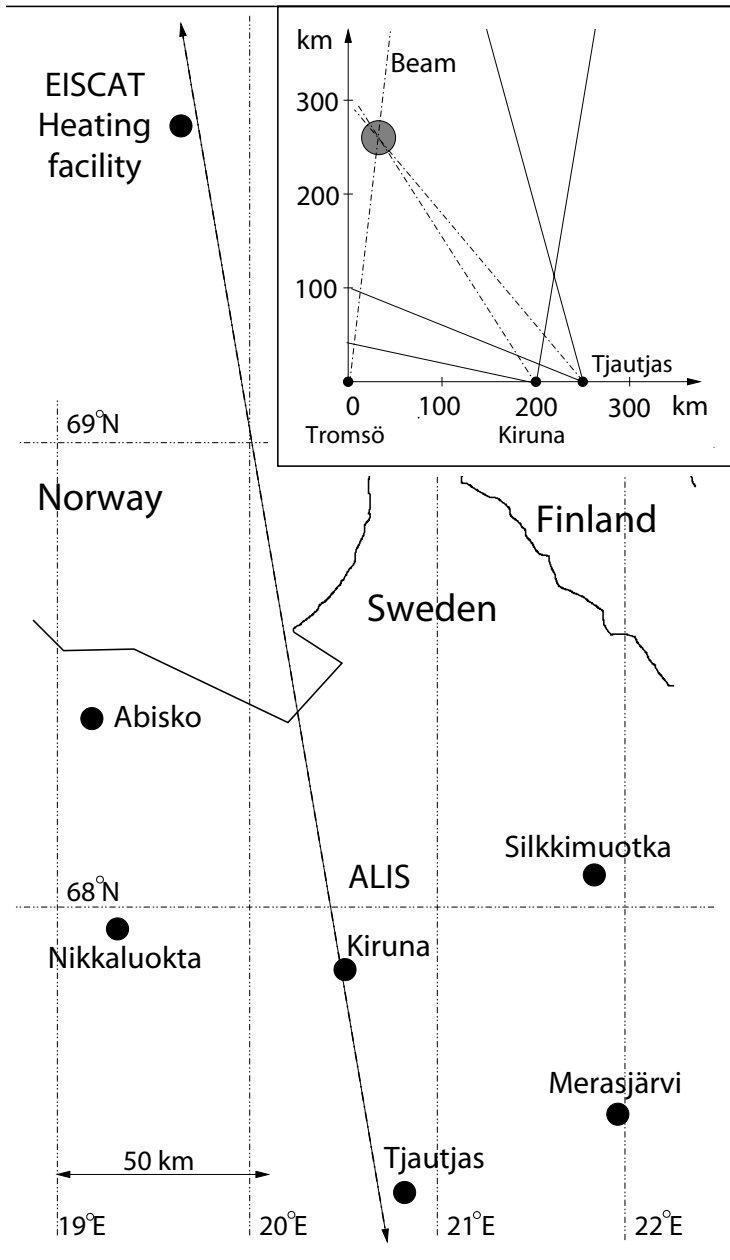 EISCAT
Heating
facility
km
Beam
300
200
100
Tjautjas
0
100
200
300
km
Tromsö
Kiruna
69°N
Norway
Finland
Sweden
Abisko
Silkkimuotka
ALIS
68°N
Kiruna
Nikkaluokta
Merasjärvi
50 km
Tjautjas
19°E
20°E
21°E
22°E